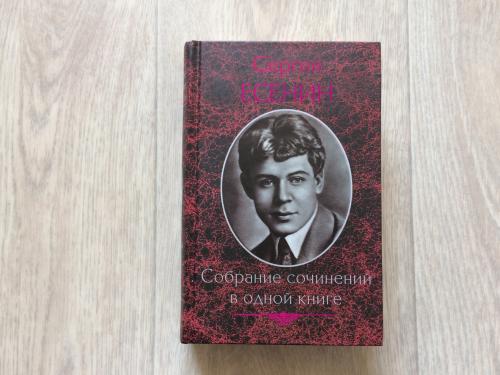 Сергей
ЕСЕНИН
Собрание сочинений
в одной книге